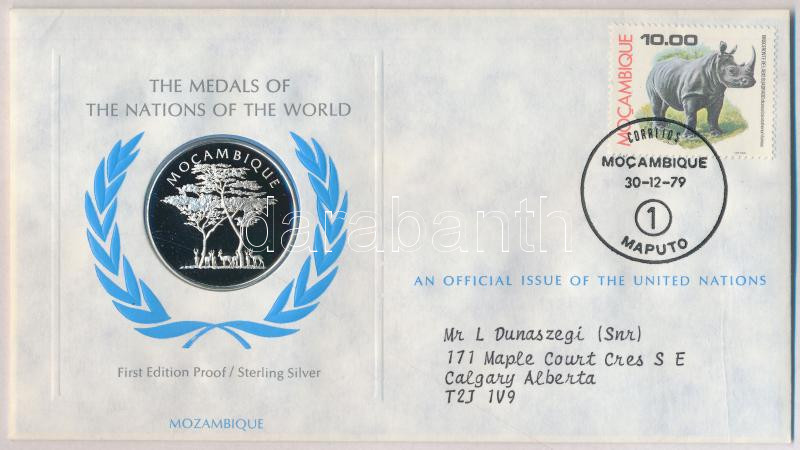 THE MEDALS OF
THE NATIONS OF THE WORLD
MOÇAMBIQUE
First Edition Proof / Sterling Silver
MOZAMBIQUE
10.00
MOÇAMBIQUE
CORREIOS
MOÇAMBIQUE
30-12-79
1
MAPUTO
AN OFFICIAL ISSUE OF THE UNITED NATIONS
Mr L Dunaszegi (Snr)
171 Maple Court Cres S E
Calgary Alberta
T2J 1V9
darabanth